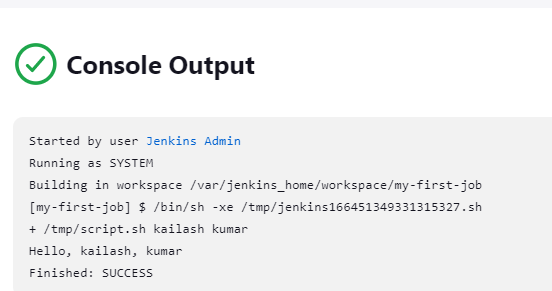 Console Output
Started by user Jenkins Admin
Running as SYSTEM
Building in workspace /var/jenkins_home/workspace/my-first-job
[my-first-job] $ /bin/sh -xe /tmp/jenkins166451349331315327.sh
+ /tmp/script.sh kailash kumar
Hello, kailash, kumar
Finished: SUCCESS